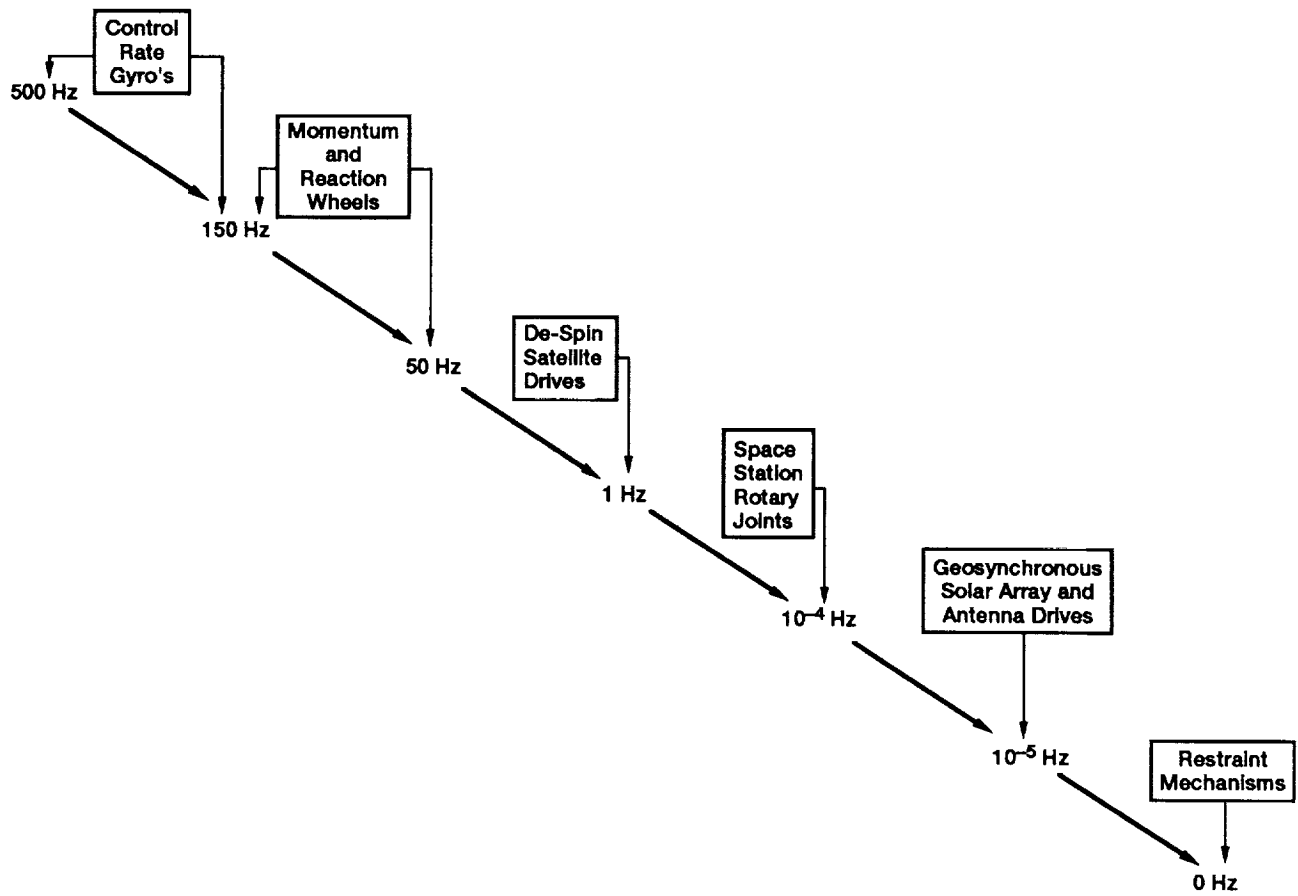 Control
Rate
Gyro's
500 Hz
Momentum
and
Reaction
Wheels
150 Hz
50 Hz
De-Spin
Satellite
Drives
1 Hz
Space
Station
Rotary
Joints
10⁻⁴ Hz
Geosynchronous
Solar Array and
Antenna Drives
10⁻⁵ Hz
Restraint
Mechanisms
0 Hz